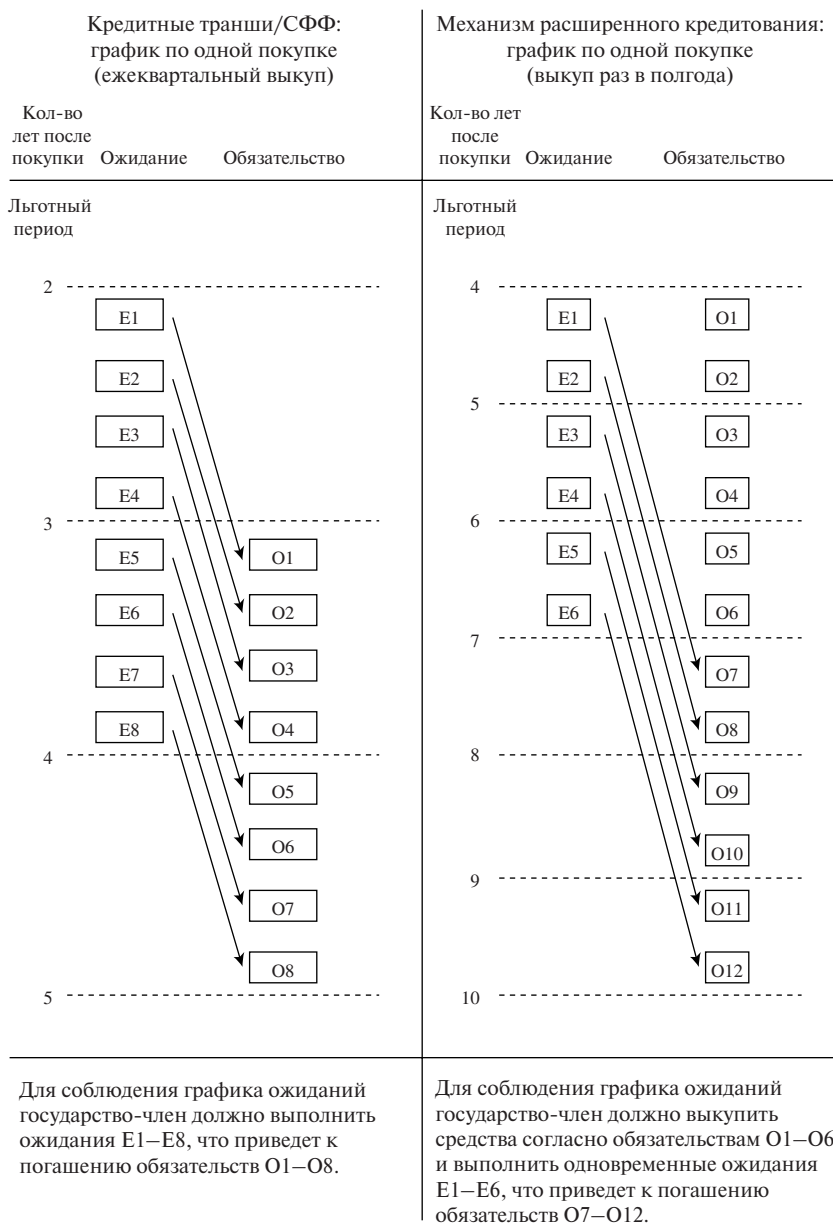 Кредитные транши/СФФ:
график по одной покупке
(ежеквартальный выкуп)
Кол-во
лет после
покупки Ожидание Обязательство
Льготный
период
2
E1
E2
E3
E4
3
E5 O1
E6 O2
E7 O3
E8 O4
4
O5
O6
O7
O8
5
Для соблюдения графика ожиданий
государство-член должно выполнить
ожидания E1–E8, что приведет к
погашению обязательств O1–O8.
Механизм расширенного кредитования:
график по одной покупке
(выкуп раз в полгода)
Кол-во лет
после
покупки Ожидание Обязательство
Льготный
период
4
E1 O1
E2 O2
5
E3 O3
E4 O4
6
E5 O5
E6 O6
7
O7
O8
8
O9
O10
9
O11
O12
10
Для соблюдения графика ожиданий
государство-член должно выкупить
средства согласно обязательствам O1–O6
и выполнить одновременные ожидания
E1–E6, что приведет к погашению
обязательств O7–O12.